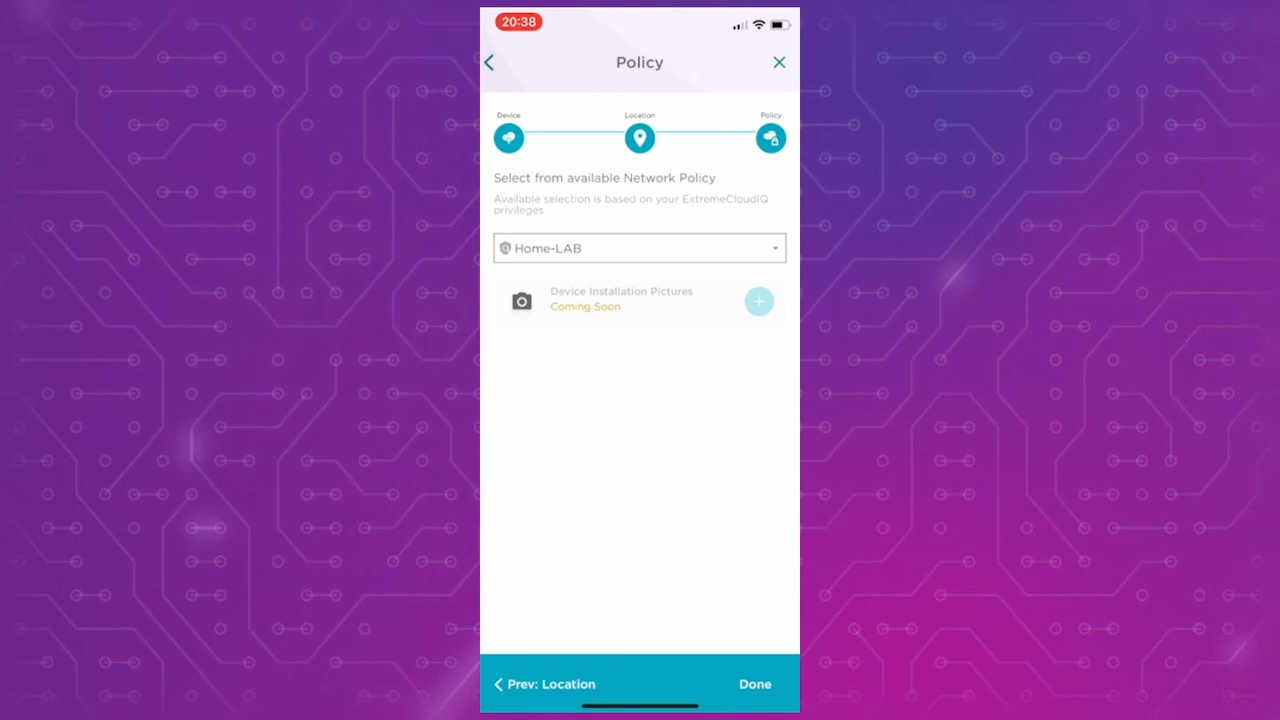 20:38
Policy
Device
Location
Policy
Select from available Network Policy
Available selection is based on your ExtremeCloudIQ
privileges
Home-LAB
Device Installation Pictures
Coming Soon
Prev: Location
Done